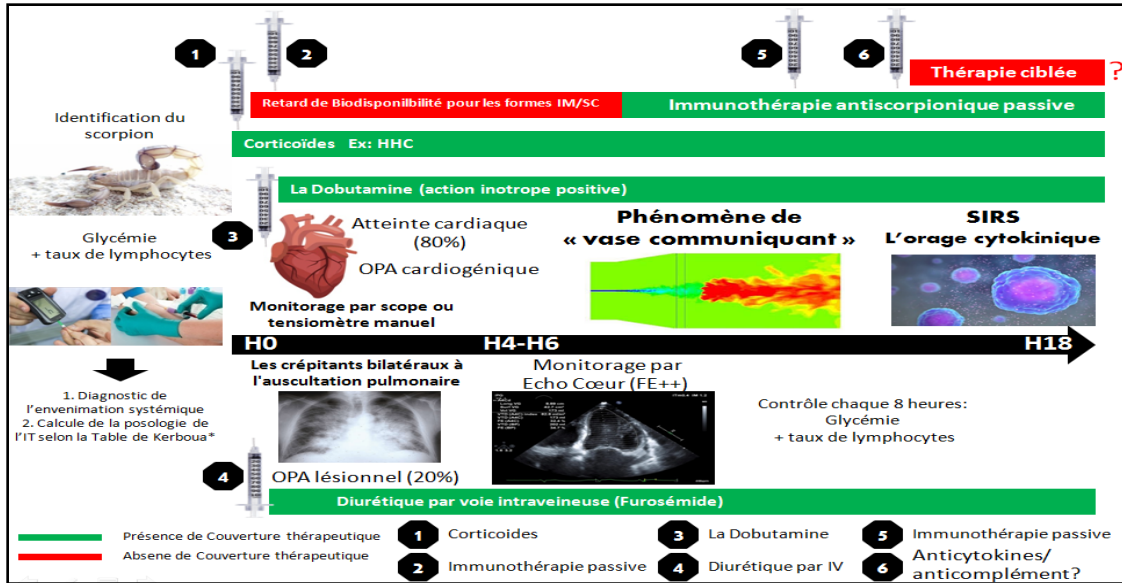 1
2
5
6
Thérapie ciblée
?
Retard de Biodisponilbilité pour les formes IM/SC
Immunothérapie antiscorpionique passive
Identification du
scorpion
Corticoïdes Ex: HHC
La Dobutamine (action inotrope positive)
3
Glycémie
+ taux de lymphocytes
Atteinte cardiaque
(80%)
OPA cardiogénique
Phénomène de
« vase communiquant »
SIRS
L'orage cytokinique
Monitorage par scope ou
tensiomètre manuel
H0
H4-H6
H18
Les crépitants bilatéraux à
l'auscultation pulmonaire
Monitorage par
Echo Cœur (FE++)
1. Diagnostic de
l'envenimation systémique
2. Calcule de la posologie de
l'IT selon la Table de Kerboua*
Contrôle chaque 8 heures:
Glycémie
+ taux de lymphocytes
4
OPA lésionnel (20%)
Diurétique par voie intraveineuse (Furosémide)
Présence de Couverture thérapeutique
Absene de Couverture thérapeutique
1 Corticoides
2 Immunothérapie passive
3 La Dobutamine
4 Diurétique par IV
5 Immunothérapie passive
6 Anticytokines/
anticomplément?